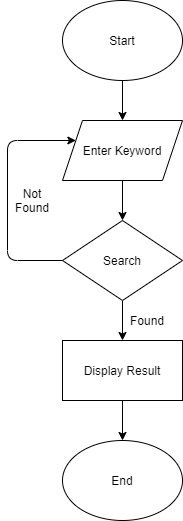 Start
Enter Keyword
Not
Found
Search
Found
Display Result
End